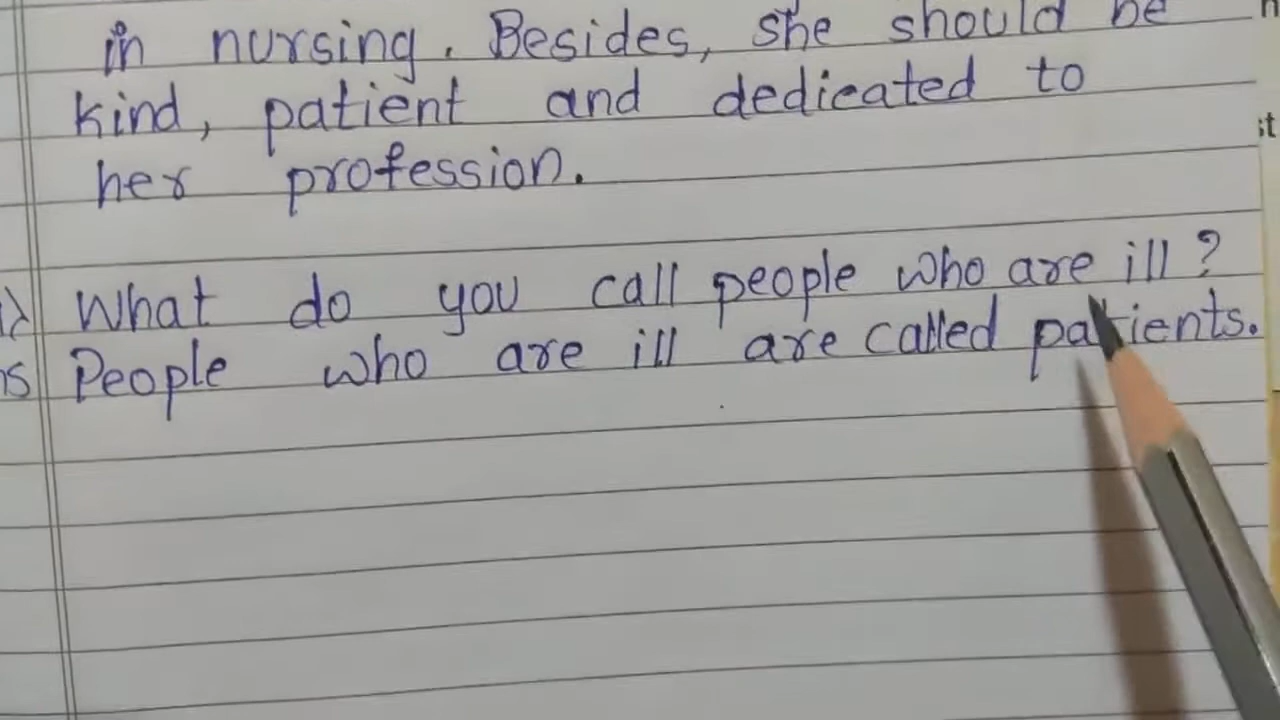 in nursing. Besides, she should be
kind, patient and dedicated to
her profession.
What do you call people who are ill?
People who are ill are called patients.